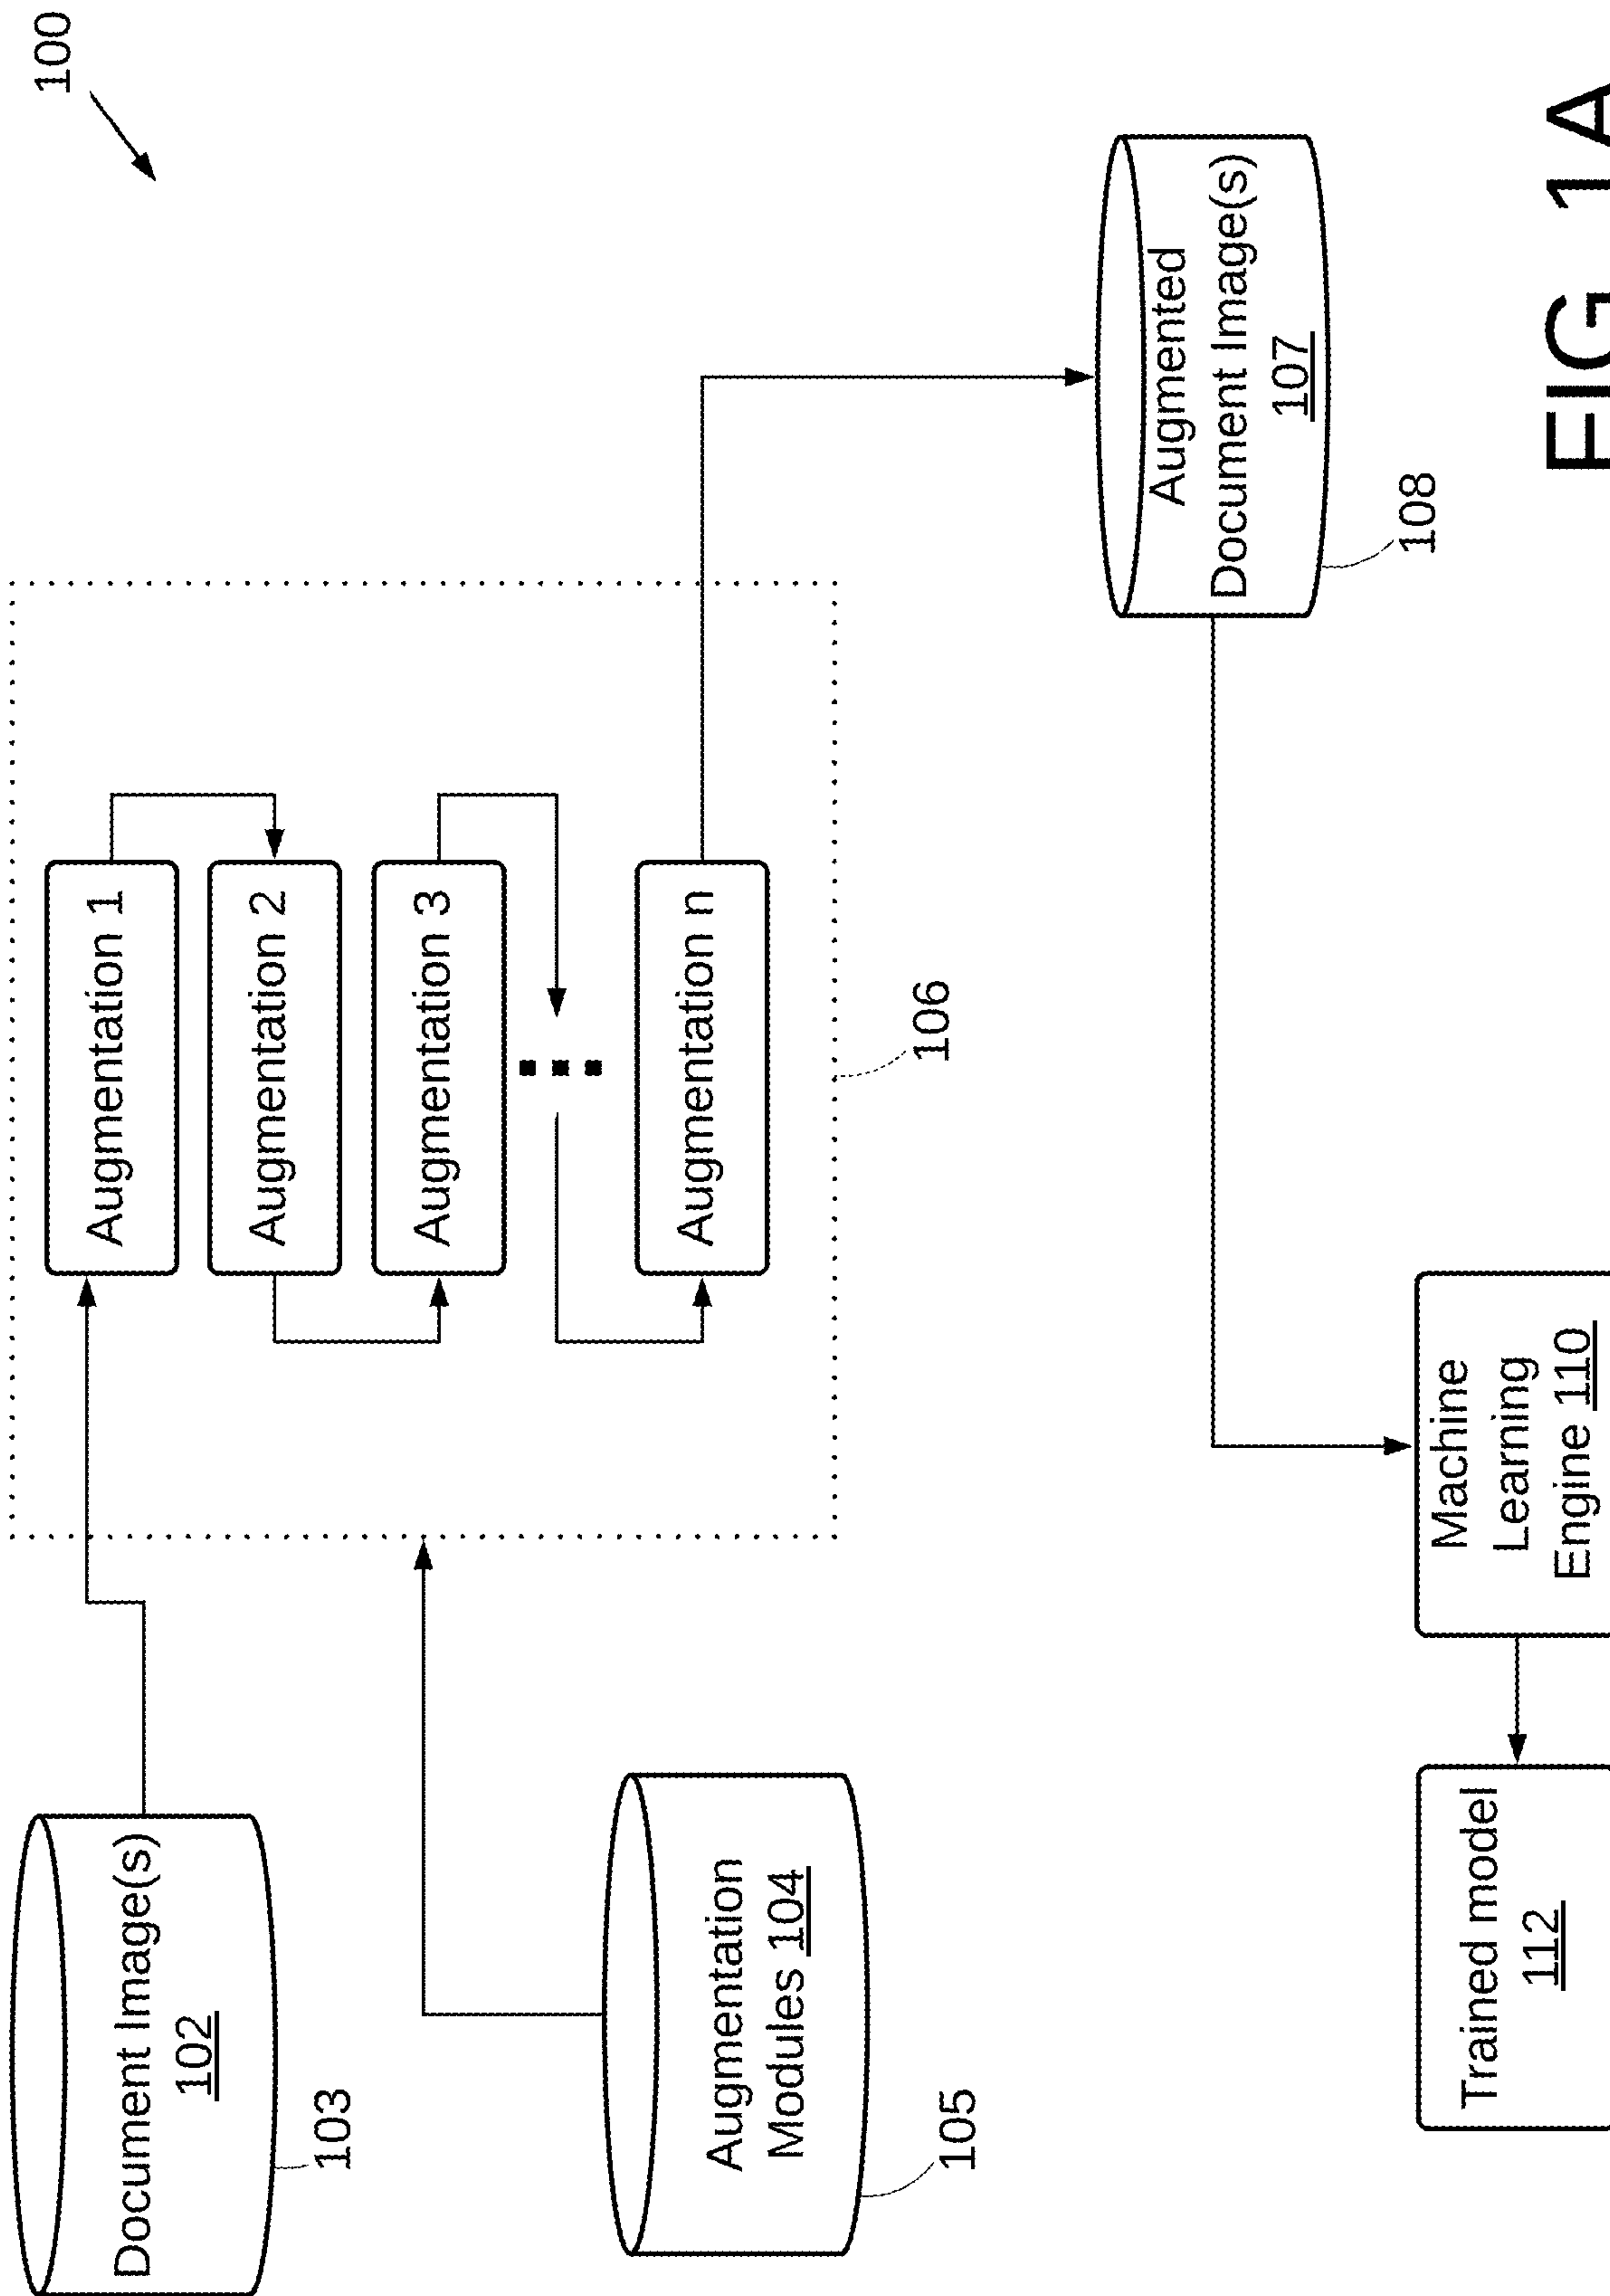 100
Document Image(s)
102
103
Augmentation 1
Augmentation 2
Augmentation 3
Augmentation n
106
Augmentation
Modules 104
105
Augmented
Document Image(s)
107
108
Machine
Learning
Engine 110
Trained model
112
FIG. 1A